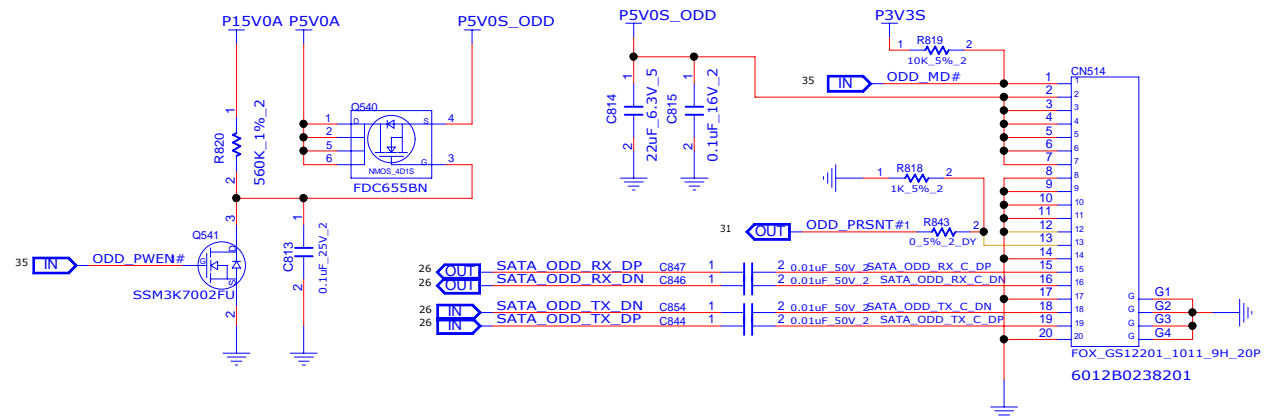 P15V0A P5V0A P5V0S_ODD P5V0S_ODD P3V3S
R819
1 2
10K_5%_2
35 IN ODD_MD#
CN514
Q540
1 D S 4
2
5
6 G 3
NMOS_4D1S
FDC655BN
1
R820
560K_1%_2
2
1
C814
22uF_6.3V_5
2
1
C815
0.1uF_16V_2
2
R818
1 2
1K_5%_2
31 OUT ODD_PRSNT# 1 R843 2
0_5%_2_DY
3
Q541
D
G
S
35 IN ODD_PWEN# 1
SSM3K7002FU
2
1
C813
0.1uF_25V_2
2
26 OUT SATA_ODD_RX_DP C847 1 2 0.01uF_50V_2 SATA_ODD_RX_C_DP
26 OUT SATA_ODD_RX_DN C846 1 2 0.01uF_50V_2 SATA_ODD_RX_C_DN
26 IN SATA_ODD_TX_DN C854 1 2 0.01uF_50V_2 SATA_ODD_TX_C_DN
26 IN SATA_ODD_TX_DP C844 1 2 0.01uF_50V_2 SATA_ODD_TX_C_DP
1 1
2 2
3 3
4 4
5 5
6 6
7 7
8 8
9 9
10 10
11 11
12 12
13 13
14 14
15 15
16 16
17 17
18 18
19 19
20 20
G G1
G G2
G G3
G G4
FOX_GS12201_1011_9H_20P
6012B0238201